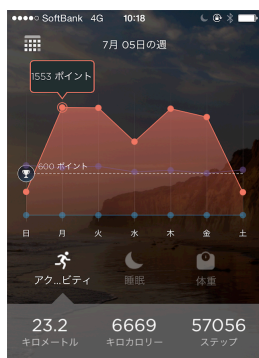 SoftBank 4G 10:18
7月 05日の週
1553 ポイント
600 ポイント
日 月 火 水 木 金 土
アク...ビティ 睡眠 体重
23.2 6669 57056
キロメートル キロカロリー ステップ